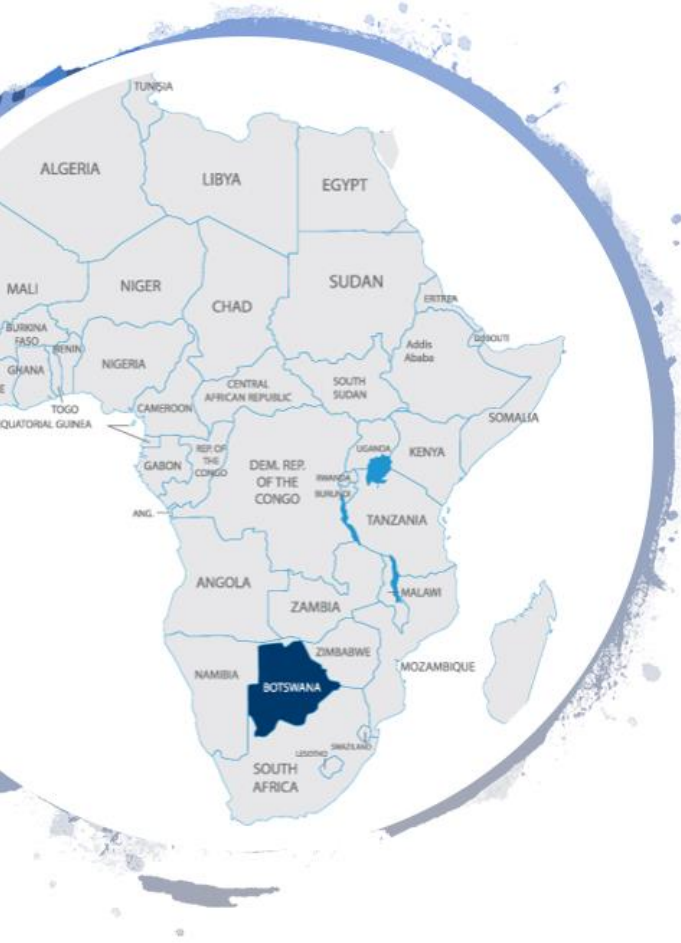 TUNISIA
ALGERIA
LIBYA
EGYPT
MALI
NIGER
CHAD
SUDAN
ERITREA
BURKINA
FASO
BENIN
GHANA
NIGERIA
Addis
Ababa
DJIBOUTI
E
TOGO
CAMEROON
CENTRAL
AFRICAN REPUBLIC
SOUTH
SUDAN
SOMALIA
QUATORIAL GUINEA
GABON
REP. OF
THE
CONGO
DEM. REP.
OF THE
CONGO
UGANDA
KENYA
RWANDA
BURUNDI
ANG.
TANZANIA
ANGOLA
ZAMBIA
MALAWI
NAMIBIA
BOTSWANA
ZIMBABWE
MOZAMBIQUE
LESOTHO
SWAZILAND
SOUTH
AFRICA